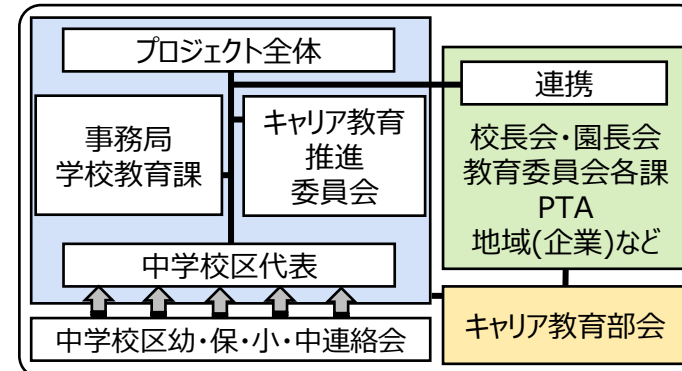 プロジェクト全体
連携
事務局
学校教育課
キャリア教育
推進
委員会
校長会・園長会
教育委員会各課
PTA
地域(企業)など
中学校区代表
中学校区幼・保・小・中連絡会
キャリア教育部会